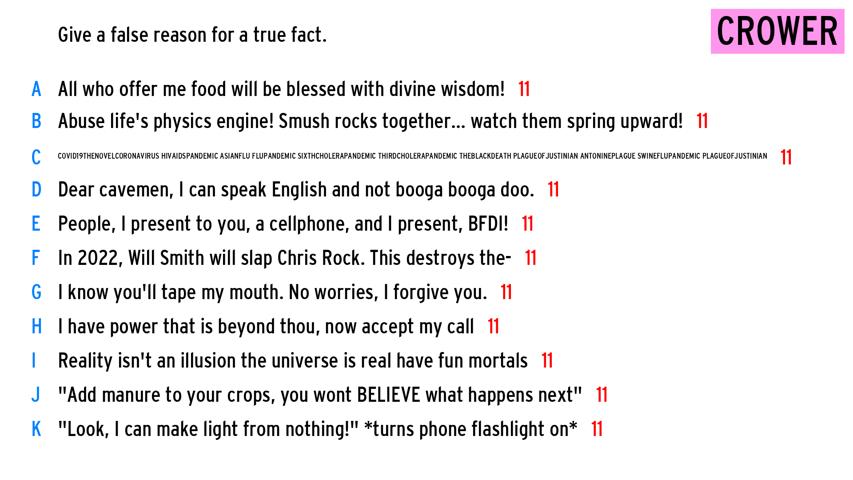 Give a false reason for a true fact.
CROWER
A All who offer me food will be blessed with divine wisdom! 11
B Abuse life's physics engine! Smush rocks together... watch them spring upward! 11
C COVID19THENOVELCORONAVIRUS HIVAIDSPANDEMIC ASIANFLU FLUPANDEMIC SIXTHCHOLERAPANDEMIC THIRDCHOLERAPANDEMIC THEBLACKDEATH PLAGUEOFJUSTINIAN ANTONINEPLAGUE SWINEFLUPANDEMIC PLAGUEOFJUSTINIAN 11
D Dear cavemen, I can speak English and not booga booga doo. 11
E People, I present to you, a cellphone, and I present, BFDI! 11
F In 2022, Will Smith will slap Chris Rock. This destroys the- 11
G I know you'll tape my mouth. No worries, I forgive you. 11
H I have power that is beyond thou, now accept my call 11
I Reality isn't an illusion the universe is real have fun mortals 11
J "Add manure to your crops, you wont BELIEVE what happens next" 11
K "Look, I can make light from nothing!" *turns phone flashlight on* 11